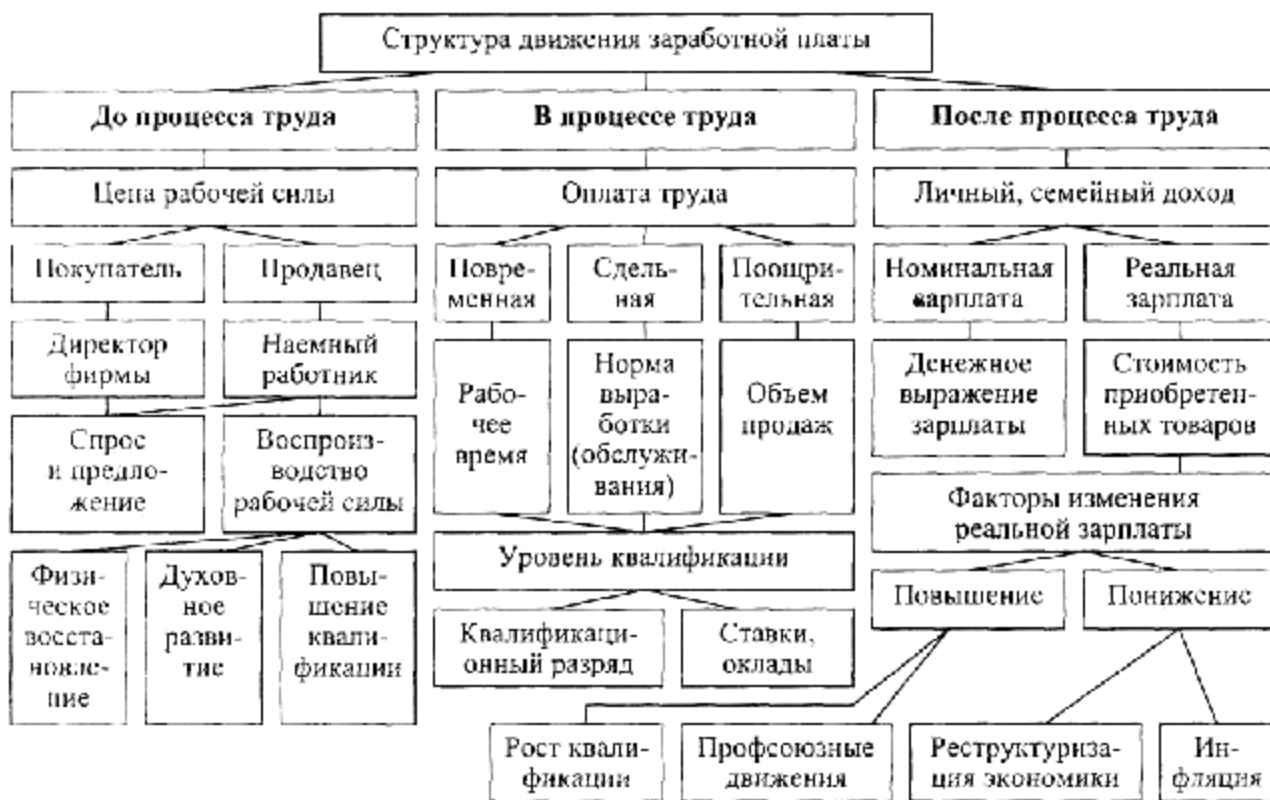 Структура движения заработной платы
До процесса труда
В процессе труда
После процесса труда
Цена рабочей силы
Оплата труда
Личный, семейный доход
Покупатель
Продавец
Повре-
менная
Сдель-
ная
Поощри-
тельная
Номинальная
зарплата
Реальная
зарплата
Директор
фирмы
Наемный
работник
Рабо-
чее
время
Норма
выра-
ботки
(обслужи-
вания)
Объем
продаж
Денежное
выражение
зарплаты
Стоимость
приобретен-
ных товаров
Спрос
и предло-
жение
Воспроиз-
водство
рабочей силы
Факторы изменения
реальной зарплаты
Уровень квалификации
Физи-
ческое
восста-
новле-
ние
Духов-
ное
разви-
тие
Повы-
шение
квали-
фикации
Повышение
Понижение
Квалификаци-
онный разряд
Ставки,
оклады
Рост квали-
фикации
Профсоюзные
движения
Реструктуриза-
ция экономики
Ин-
фляция